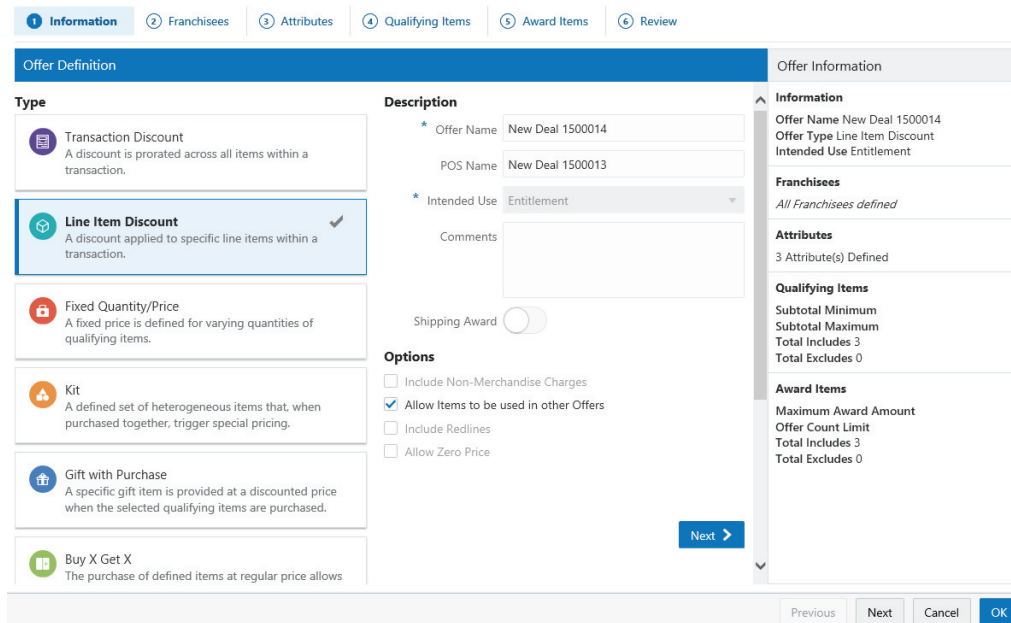 1 Information 2 Franchisees 3 Attributes 4 Qualifying Items 5 Award Items 6 Review
Offer Definition
Type
Transaction Discount
A discount is prorated across all items within a
transaction.
Line Item Discount
A discount applied to specific line items within a
transaction.
Fixed Quantity/Price
A fixed price is defined for varying quantities of
qualifying items.
Kit
A defined set of heterogeneous items that, when
purchased together, trigger special pricing.
Gift with Purchase
A specific gift item is provided at a discounted price
when the selected qualifying items are purchased.
Buy X Get X
The purchase of defined items at regular price allows
Description
* Offer Name New Deal 1500014
POS Name New Deal 1500013
* Intended Use Entitlement
Comments
Shipping Award
Options
Include Non-Merchandise Charges
Allow Items to be used in other Offers
Include Redlines
Allow Zero Price
Next
Offer Information
Information
Offer Name New Deal 1500014
Offer Type Line Item Discount
Intended Use Entitlement
Franchisees
All Franchisees defined
Attributes
3 Attribute(s) Defined
Qualifying Items
Subtotal Minimum
Subtotal Maximum
Total Includes 3
Total Excludes 0
Award Items
Maximum Award Amount
Offer Count Limit
Total Includes 3
Total Excludes 0
Previous Next Cancel OK